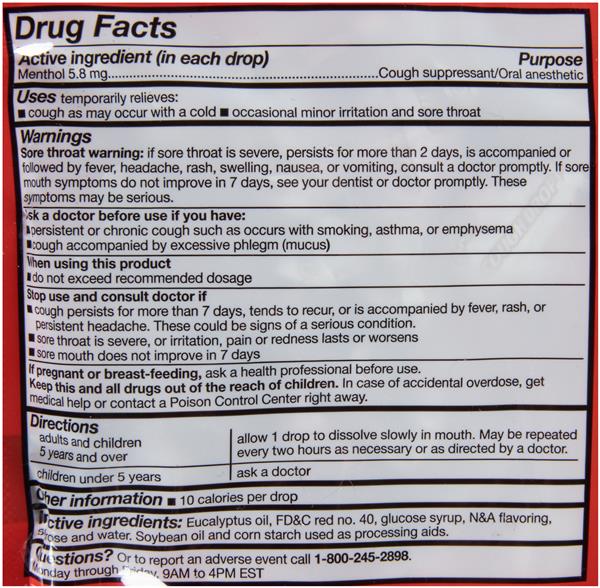 Drug Facts
Active ingredient (in each drop) Purpose
Menthol 5.8 mg..........................................................Cough suppressant/Oral anesthetic
Uses temporarily relieves:
■ cough as may occur with a cold ■ occasional minor irritation and sore throat
Warnings
Sore throat warning: if sore throat is severe, persists for more than 2 days, is accompanied or
followed by fever, headache, rash, swelling, nausea, or vomiting, consult a doctor promptly. If sore
mouth symptoms do not improve in 7 days, see your dentist or doctor promptly. These
symptoms may be serious.
Ask a doctor before use if you have:
■ persistent or chronic cough such as occurs with smoking, asthma, or emphysema
■ cough accompanied by excessive phlegm (mucus)
When using this product
■ do not exceed recommended dosage
Stop use and consult doctor if
■ cough persists for more than 7 days, tends to recur, or is accompanied by fever, rash, or
persistent headache. These could be signs of a serious condition.
■ sore throat is severe, or irritation, pain or redness lasts or worsens
■ sore mouth does not improve in 7 days
If pregnant or breast-feeding, ask a health professional before use.
Keep this and all drugs out of the reach of children. In case of accidental overdose, get
medical help or contact a Poison Control Center right away.
Directions
adults and children allow 1 drop to dissolve slowly in mouth. May be repeated
5 years and over every two hours as necessary or as directed by a doctor.
children under 5 years ask a doctor
Other information ■ 10 calories per drop
ctive ingredients: Eucalyptus oil, FD&C red no. 40, glucose syrup, N&A flavoring,
and water. Soybean oil and corn starch used as processing aids.
Questions? Or to report an adverse event call 1-800-245-2898.
Monday through Friday, 9AM to 4PM EST